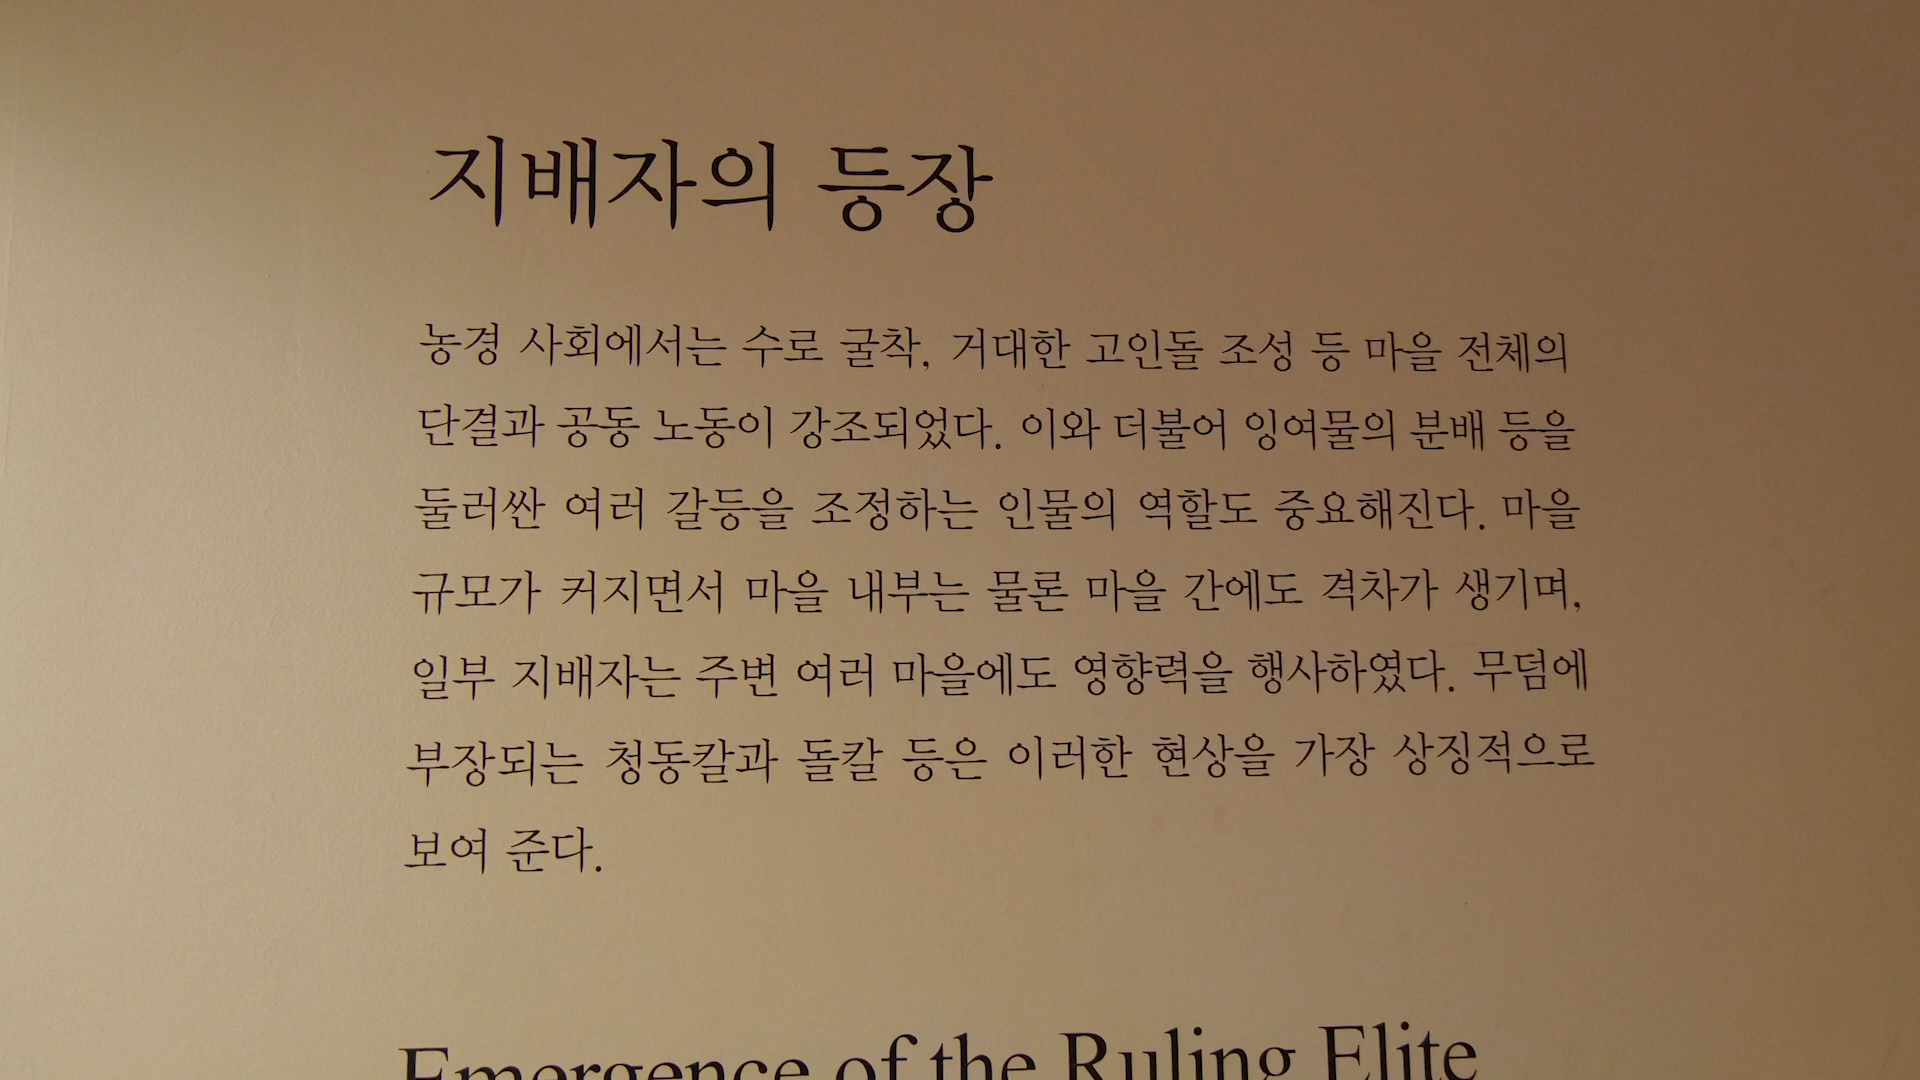 지배자의 등장
농경 사회에서는 수로 굴착, 거대한 고인돌 조성 등 마을 전체의
단결과 공동 노동이 강조되었다. 이와 더불어 잉여물의 분배 등을
둘러싼 여러 갈등을 조정하는 인물의 역할도 중요해진다. 마을
규모가 커지면서 마을 내부는 물론 마을 간에도 격차가 생기며,
일부 지배자는 주변 여러 마을에도 영향력을 행사하였다. 무덤에
부장되는 청동칼과 돌칼 등은 이러한 현상을 가장 상징적으로
보여 준다.
Emergence of the Ruling Elite